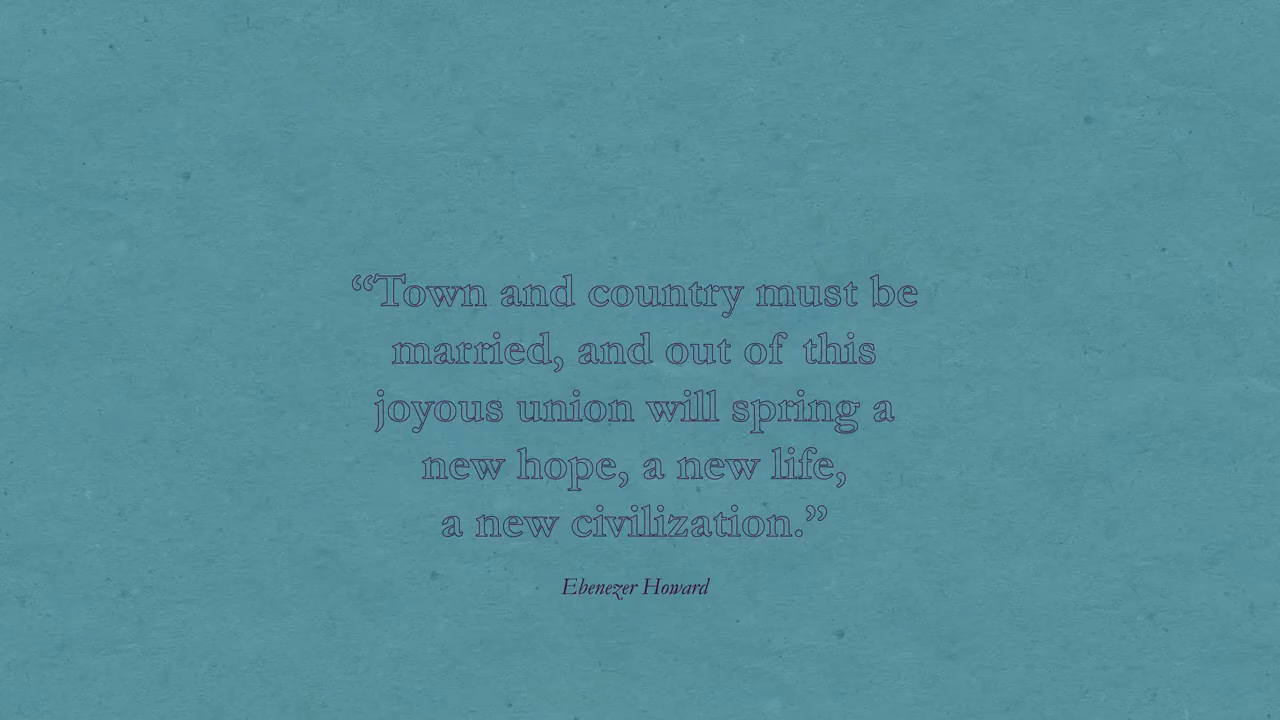 “Town and country must be
married, and out of this
joyous union will spring a
new hope, a new life,
a new civilization.”
Ebenezer Howard